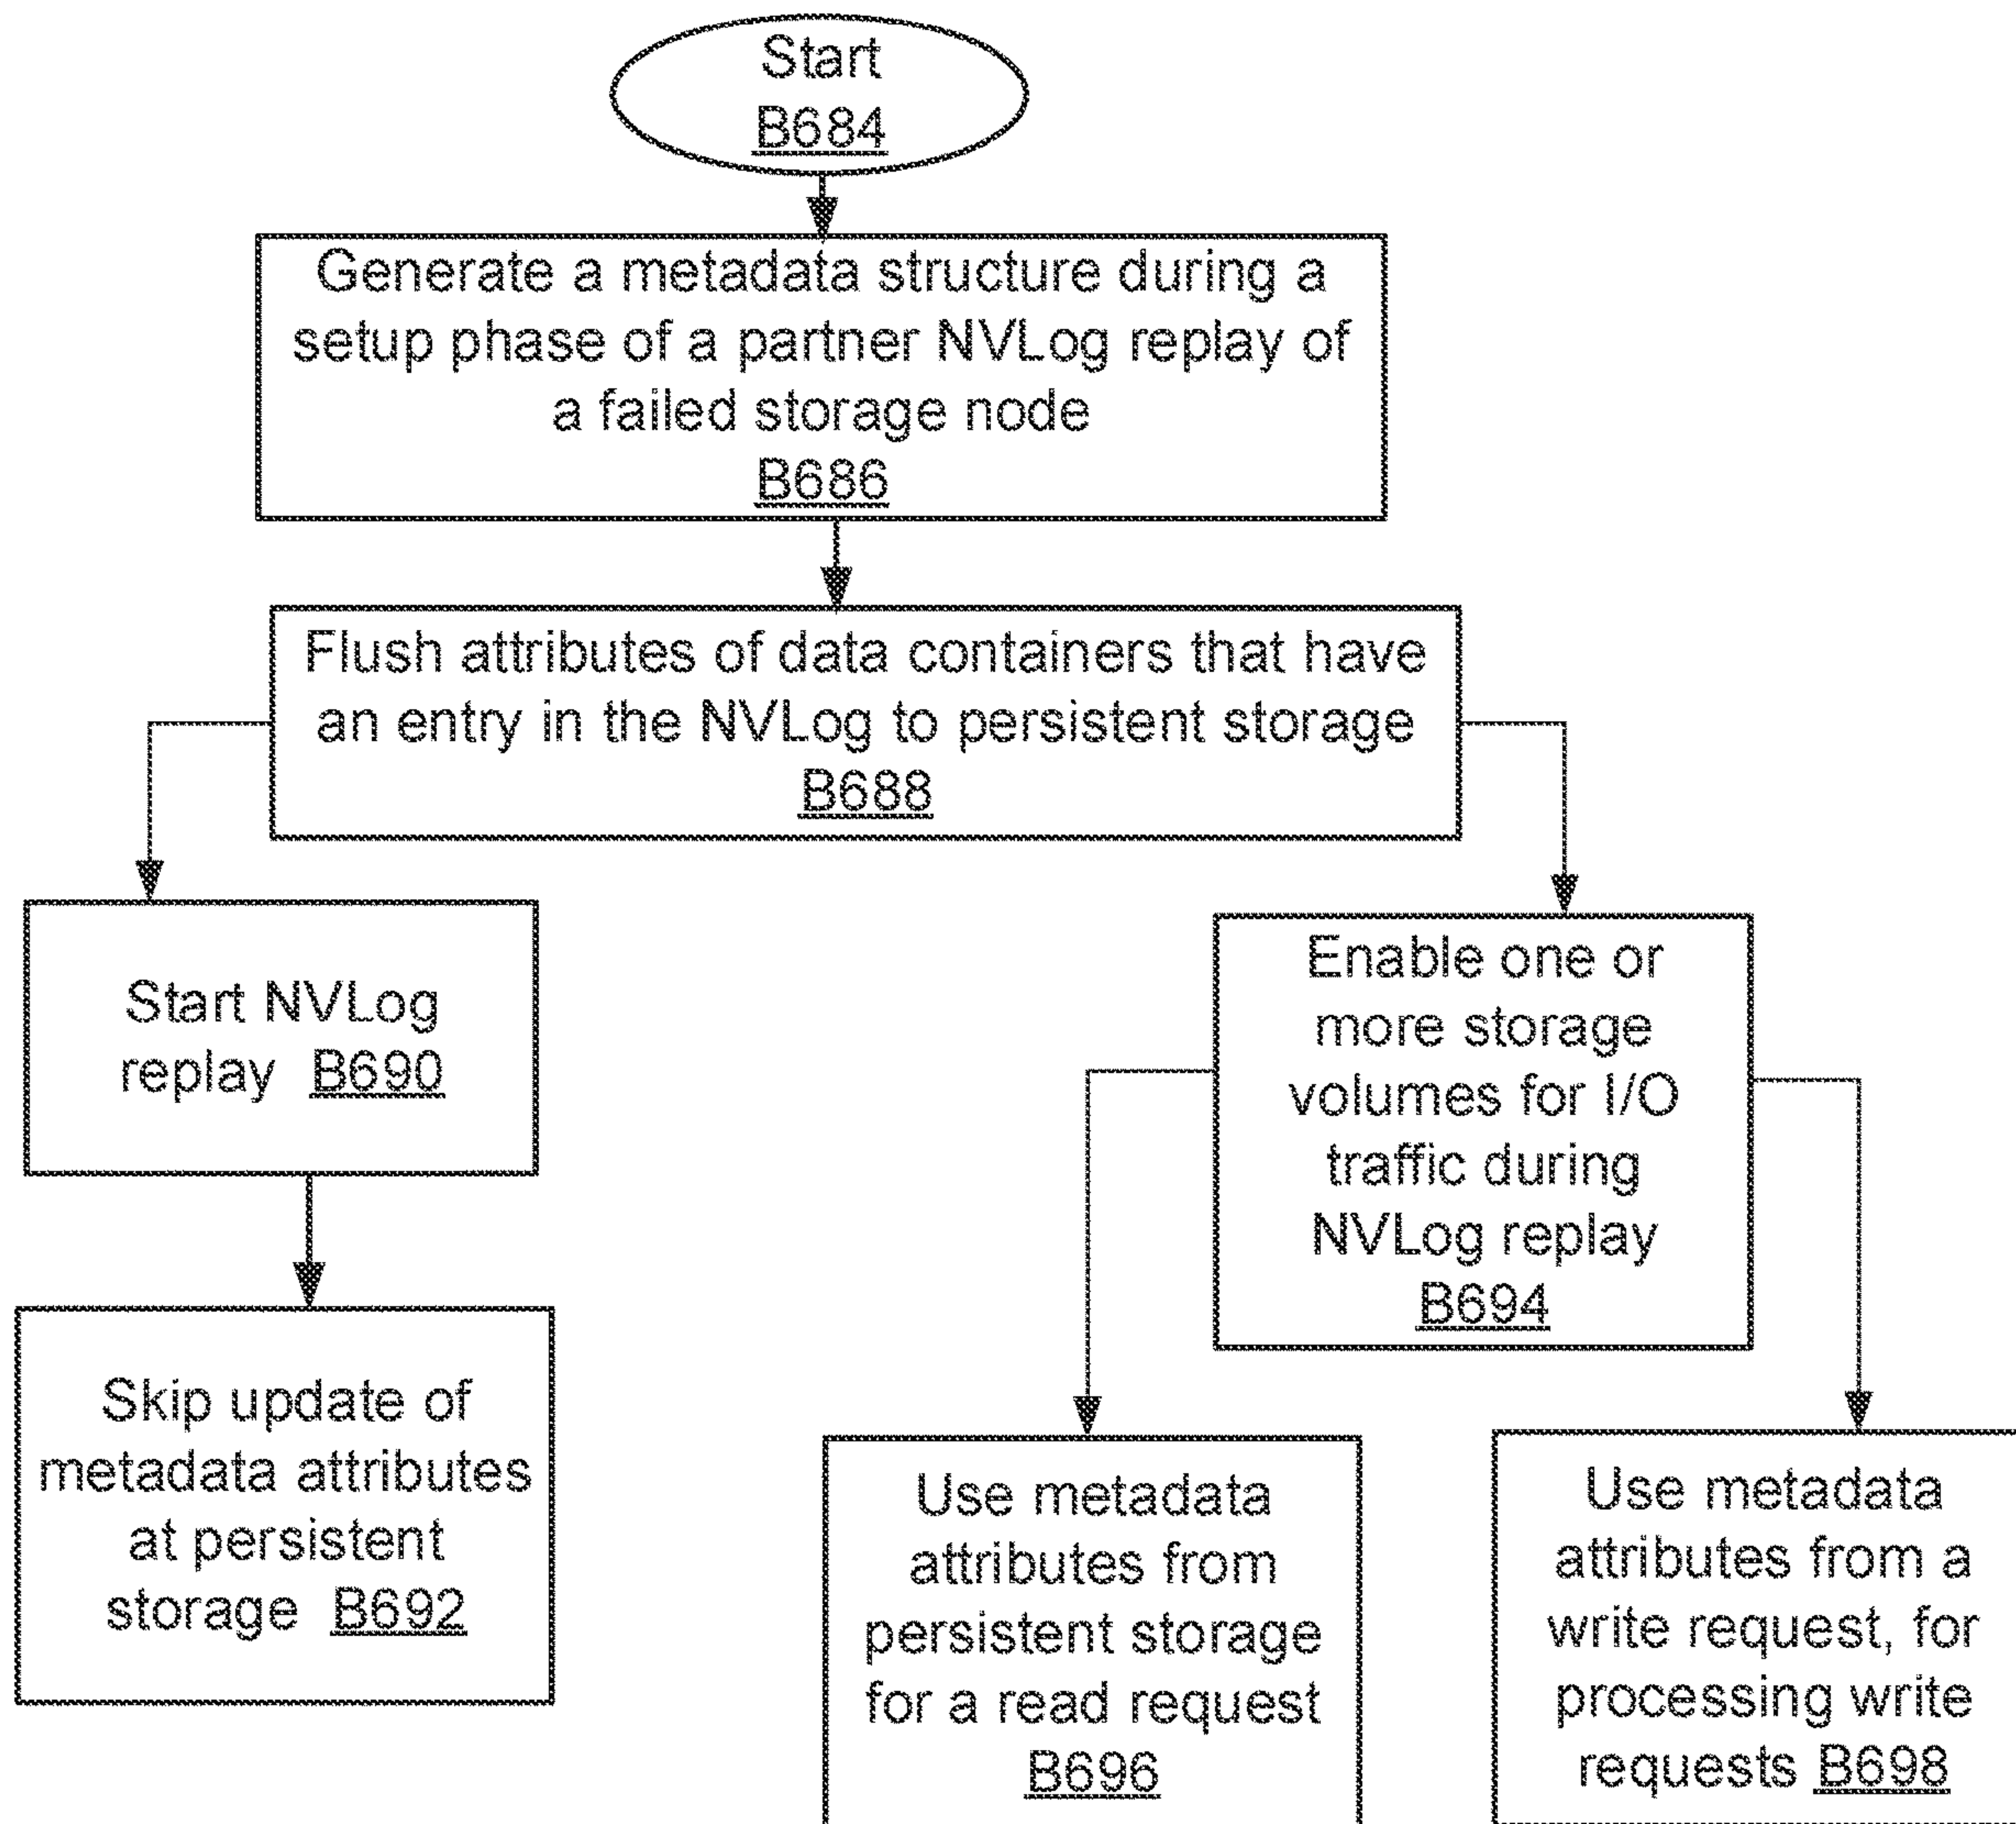 Start
B684
Generate a metadata structure during a
setup phase of a partner NVLog replay of
a failed storage node
B686
Flush attributes of data containers that have
an entry in the NVLog to persistent storage
B688
Start NVLog
replay B690
Skip update of
metadata attributes
at persistent
storage B692
Enable one or
more storage
volumes for I/O
traffic during
NVLog replay
B694
Use metadata
attributes from
persistent storage
for a read request
B696
Use metadata
attributes from a
write request, for
processing write
requests B698